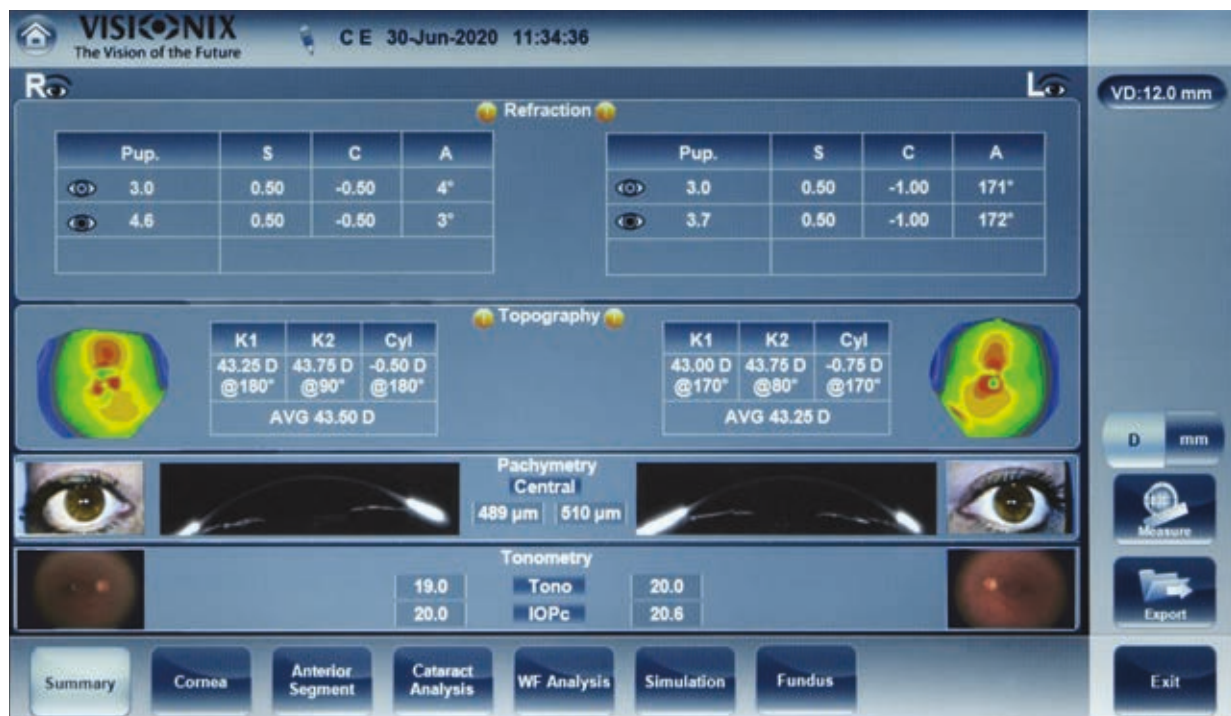 VISIONIX
The Vision of the Future
C E 30-Jun-2020 11:34:36
R
L
VD:12.0 mm
Refraction
Pup. S C A
3.0 0.50 -0.50 4°
4.6 0.50 -0.50 3°
Pup. S C A
3.0 0.50 -1.00 171°
3.7 0.50 -1.00 172°
Topography
K1 K2 Cyl
43.25 D 43.75 D -0.50 D
@180° @90° @180°
AVG 43.50 D
K1 K2 Cyl
43.00 D 43.75 D -0.75 D
@170° @80° @170°
AVG 43.25 D
D mm
Pachymetry
Central
489 µm 510 µm
Measure
Tonometry
19.0 Tono 20.0
20.0 IOPc 20.6
Export
Summary
Cornea
Anterior
Segment
Cataract
Analysis
WF Analysis
Simulation
Fundus
Exit